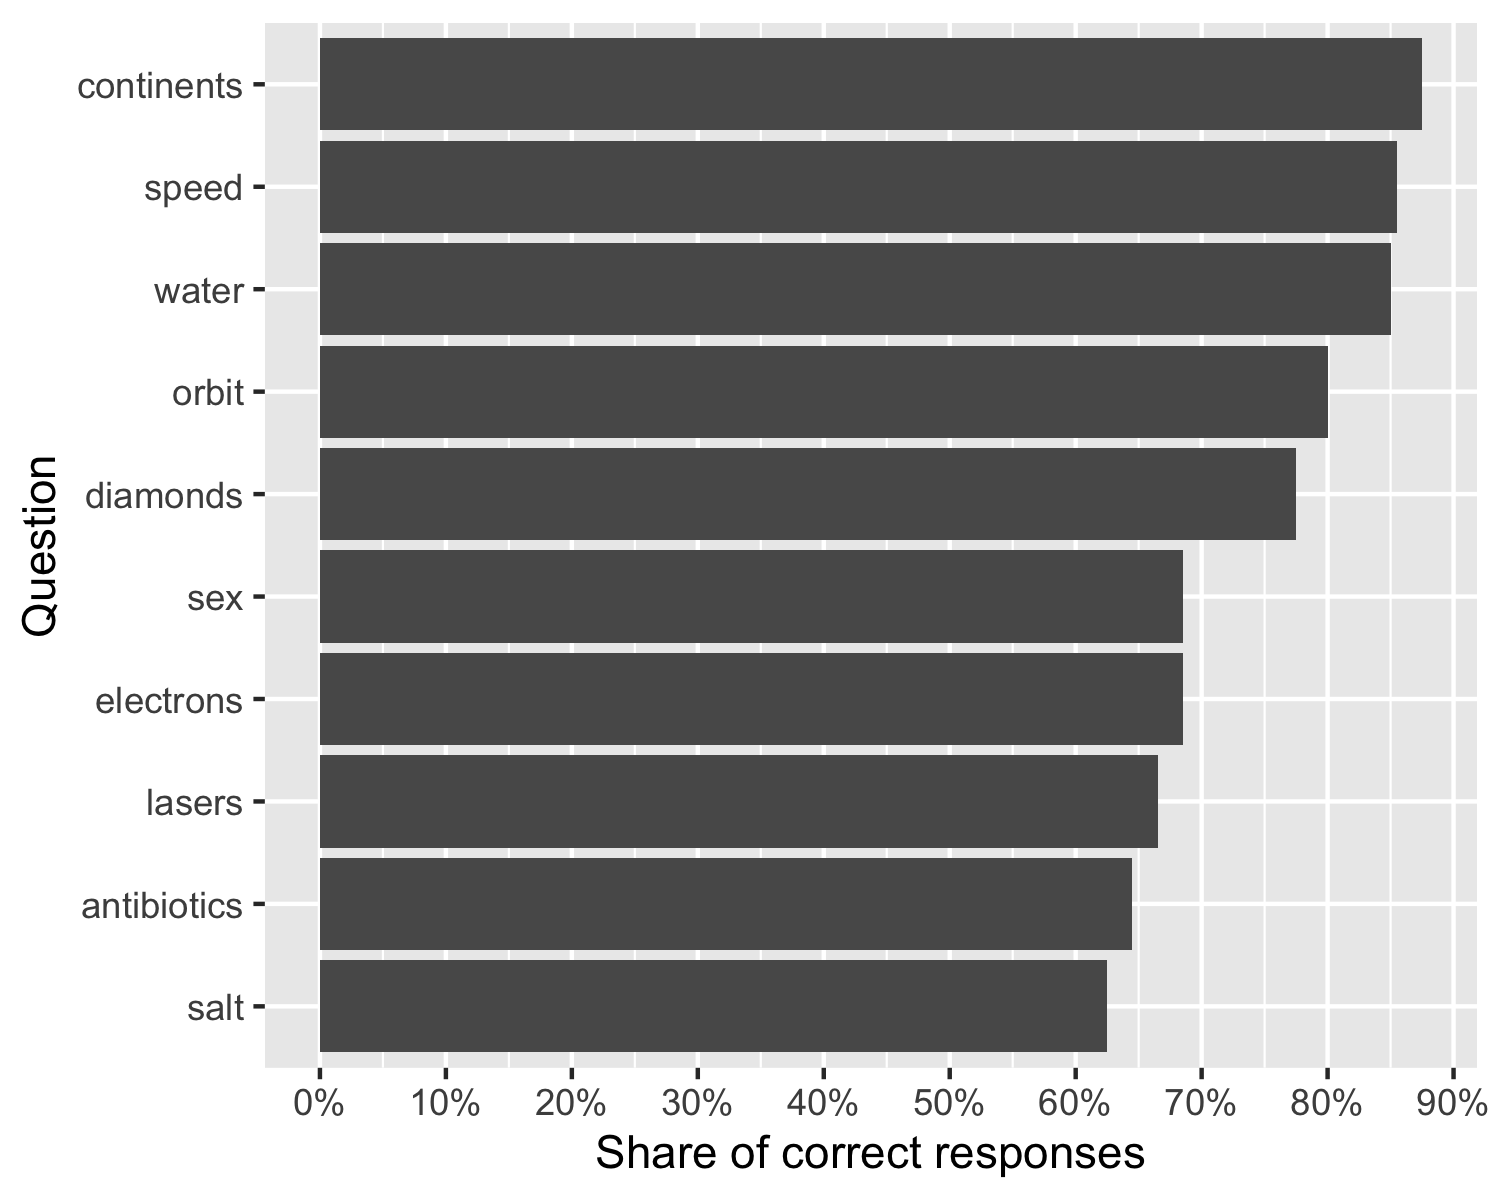 continents
speed
water
orbit
diamonds
sex
electrons
lasers
antibiotics
salt
Question
0% 10% 20% 30% 40% 50% 60% 70% 80% 90%
Share of correct responses